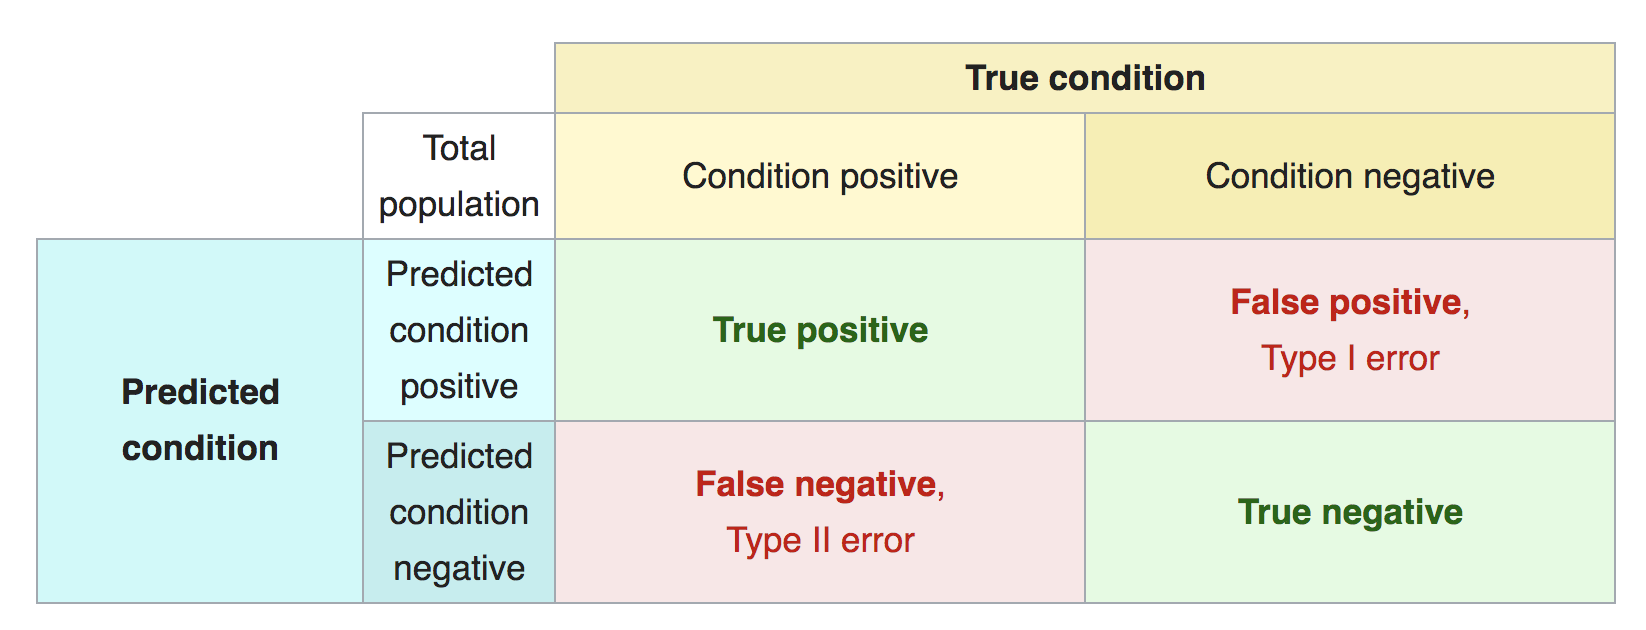 True condition
Total
population
Condition positive
Condition negative
Predicted
condition
Predicted
condition
positive
True positive
False positive,
Type I error
Predicted
condition
negative
False negative,
Type II error
True negative